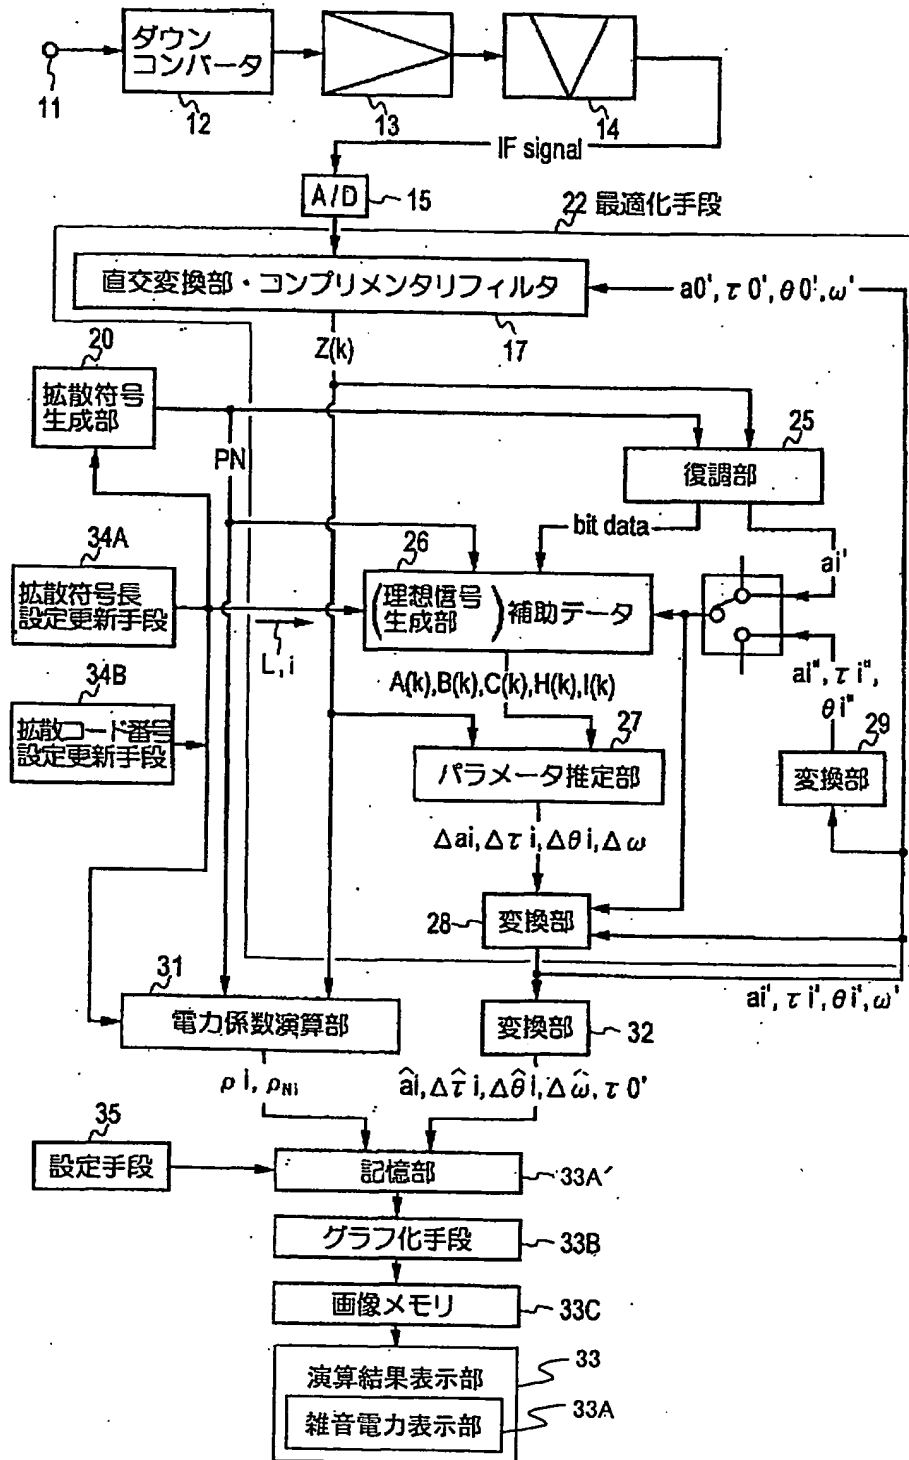 ダウン
コンバータ
11
12
13
14
IF signal
A/D
15
22 最適化手段
直交変換部・コンプリメンタリフィルタ
a0', τ0', θ0', ω'
17
Z(k)
20
拡散符号
生成部
PN
25
復調部
bit data
ai'
34A
拡散符号長
設定更新手段
26
(理想信号
生成部)補助データ
L, i
A(k),B(k),C(k),H(k),I(k)
ai", τi",
θi"
34B
拡散コード番号
設定更新手段
27
パラメータ推定部
29
変換部
Δai, Δτi, Δθi, Δω
28
変換部
ai', τi', θi', ω'
31
電力係数演算部
変換部
32
ρi, ρNi
âi, Δτ̂i, Δθ̂i, Δω̂, τ0'
35
設定手段
記憶部
33A'
グラフ化手段
33B
画像メモリ
33C
演算結果表示部
33
雑音電力表示部
33A